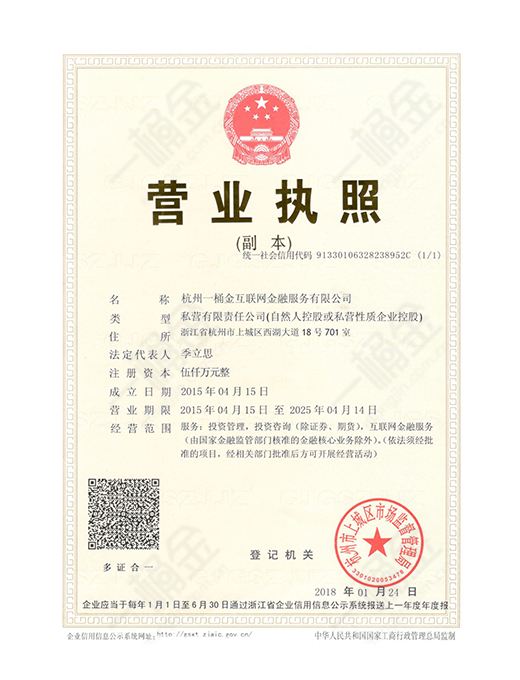 营业执照
(副 本)
统一社会信用代码 91330106328238952C (1/1)
名 称 杭州一桶金互联网金融服务有限公司
类 型 私营有限责任公司(自然人控股或私营性质企业控股)
住 所 浙江省杭州市上城区西湖大道18号701室
法定代表人 季立思
注册资本 伍仟万元整
成立日期 2015年04月15日
营业期限 2015年04月15日至2025年04月14日
经营范围 服务：投资管理，投资咨询（除证券、期货），互联网金融服务
（由国家金融监管部门核准的金融核心业务除外）。（依法须经批
准的项目，经相关部门批准后方可开展经营活动）
多证合一
登记机关
杭州市上城区市场监督管理局
3301020053476
2018年01月24日
企业应当于每年1月1日至6月30日通过浙江省企业信用信息公示系统报送上一年度年度报
企业信用信息公示系统网址：http://gsxt.zjaic.gov.cn/
中华人民共和国国家工商行政管理总局监制
一桶金